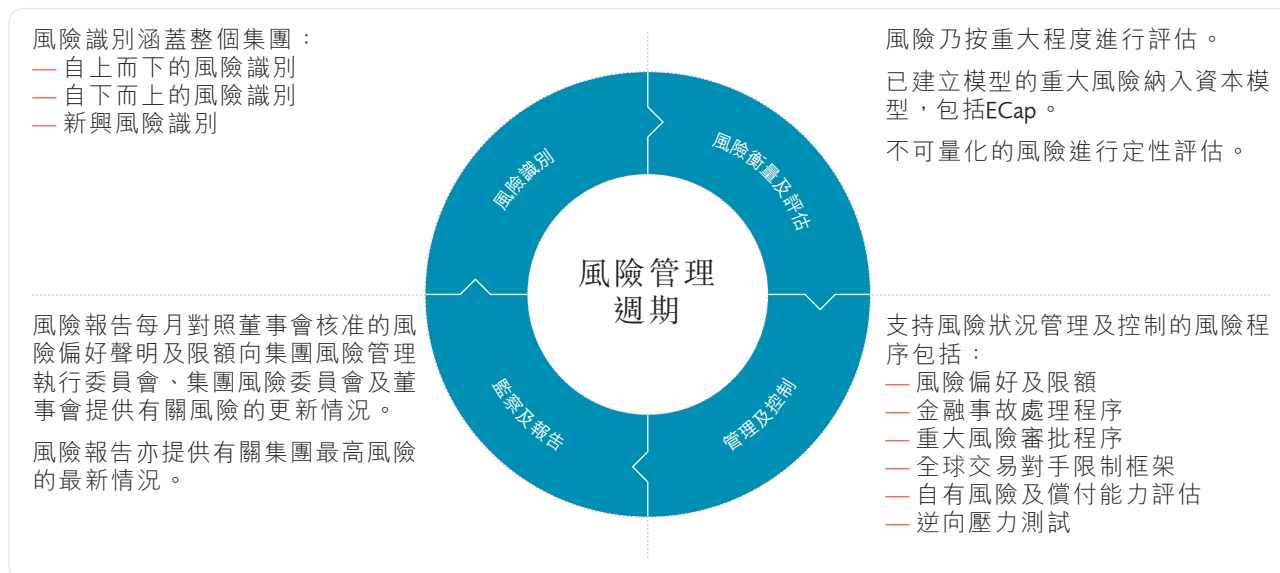 風險識別涵蓋整個集團：
— 自上而下的風險識別
— 自下而上的風險識別
— 新興風險識別
風險乃按重大程度進行評估。
已建立模型的重大風險納入資本模
型，包括ECap。
不可量化的風險進行定性評估。
風險識別
風險衡量及評估
風險管理
週期
監察及報告
管理及控制
風險報告每月對照董事會核准的風
險偏好聲明及限額向集團風險管理
執行委員會、集團風險委員會及董
事會提供有關風險的更新情況。
風險報告亦提供有關集團最高風險
的最新情況。
支持風險狀況管理及控制的風險程
序包括：
— 風險偏好及限額
— 金融事故處理程序
— 重大風險審批程序
— 全球交易對手限制框架
— 自有風險及償付能力評估
— 逆向壓力測試